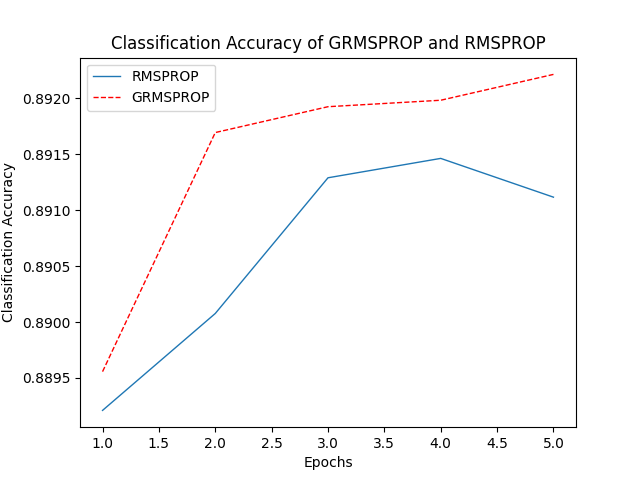 Classification Accuracy of GRMSPROP and RMSPROP
RMSPROP
GRMSPROP
0.8920
0.8915
0.8910
0.8905
0.8900
0.8895
Classification Accuracy
1.0 1.5 2.0 2.5 3.0 3.5 4.0 4.5 5.0
Epochs